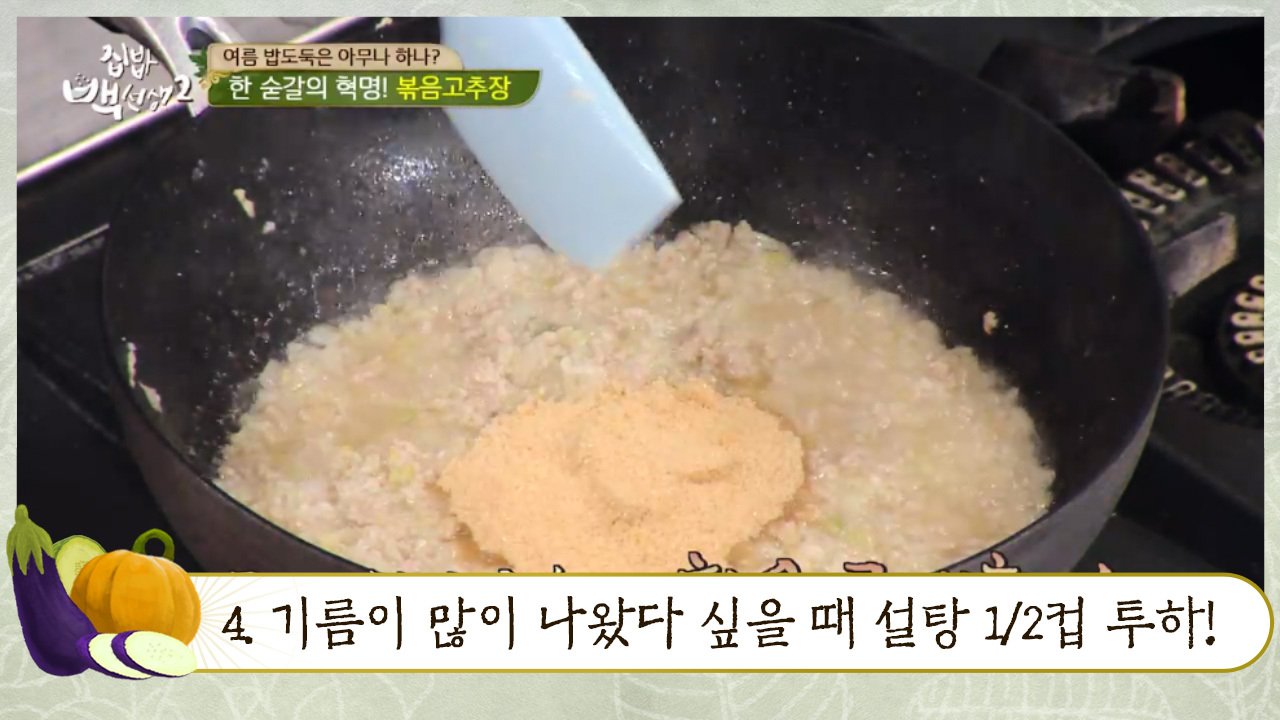 집밥
백선생2
여름 밥도둑은 아무나 하나?
한 숟갈의 혁명! 볶음고추장
4. 기름이 많이 나왔다 싶을 때 설탕 1/2컵 투하!